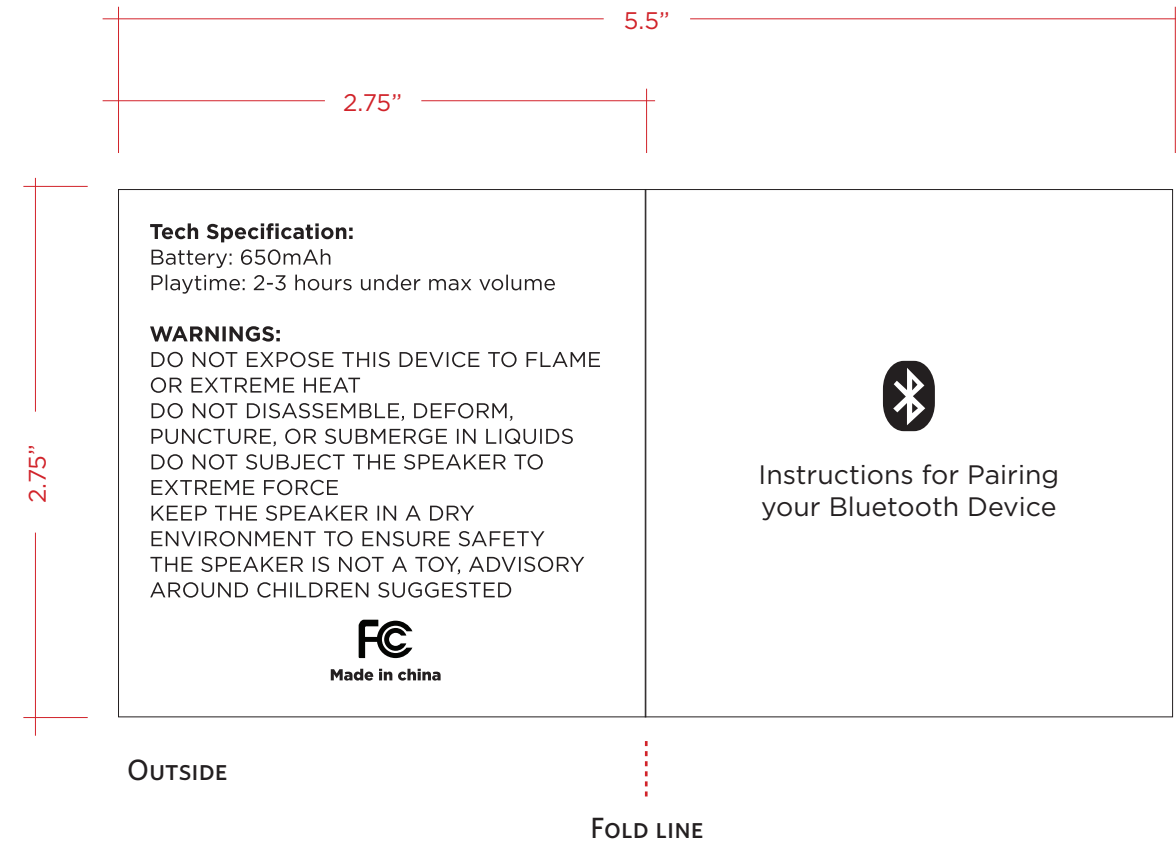 5.5”
2.75”
2.75”
Tech Specification:
Battery: 650mAh
Playtime: 2-3 hours under max volume
WARNINGS:
DO NOT EXPOSE THIS DEVICE TO FLAME
OR EXTREME HEAT
DO NOT DISASSEMBLE, DEFORM,
PUNCTURE, OR SUBMERGE IN LIQUIDS
DO NOT SUBJECT THE SPEAKER TO
EXTREME FORCE
KEEP THE SPEAKER IN A DRY
ENVIRONMENT TO ENSURE SAFETY
THE SPEAKER IS NOT A TOY, ADVISORY
AROUND CHILDREN SUGGESTED
FC
Made in china
Instructions for Pairing
your Bluetooth Device
OUTSIDE
FOLD LINE